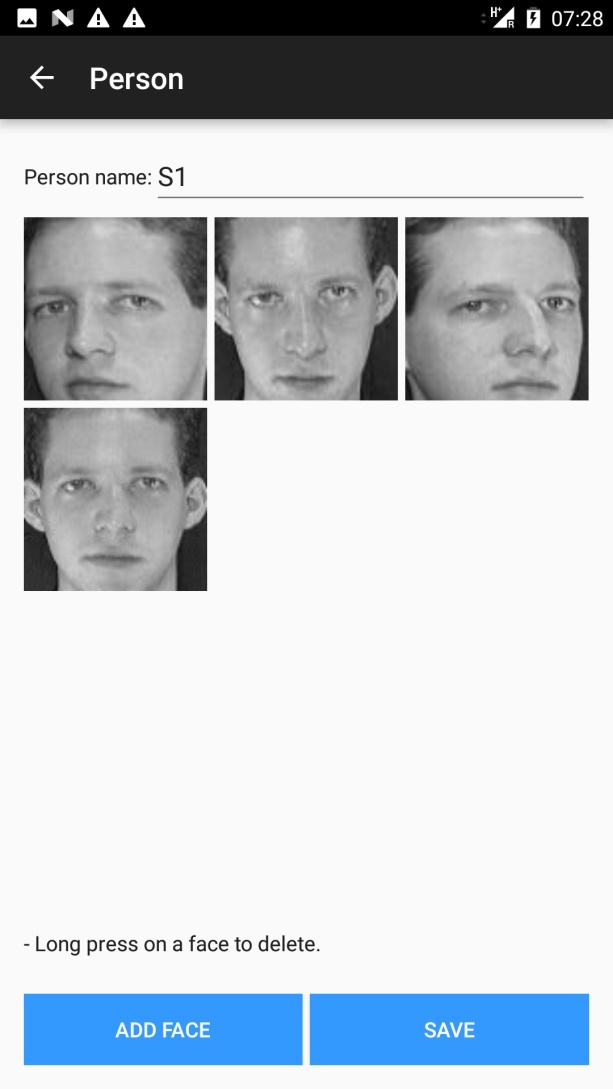 H+ R 07:28
Person
Person name: S1
- Long press on a face to delete.
ADD FACE SAVE